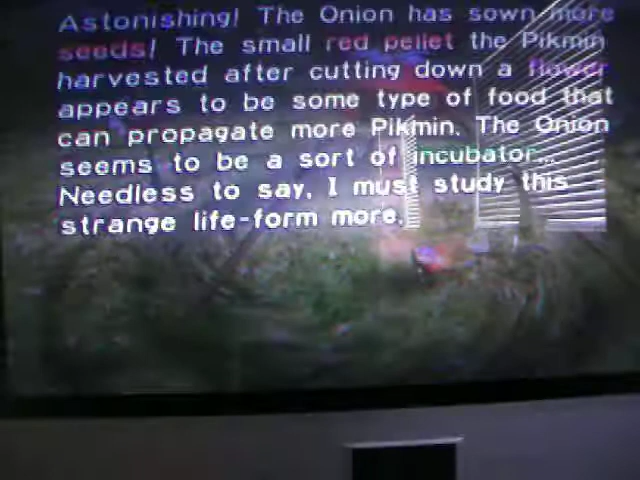 Astonishing! The Onion has sown more
seeds! The small red pellet the Pikmin
harvested after cutting down a flower
appears to be some type of food that
can propagate more Pikmin. The Onion
seems to be a sort of incubator...
Needless to say, I must study this
strange life-form more.